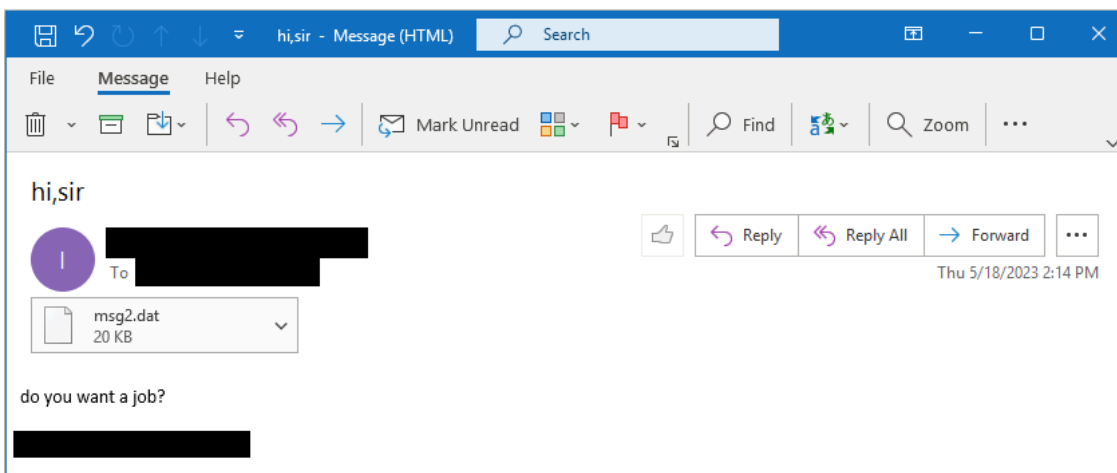 hi,sir - Message (HTML)
Search
File Message Help
Mark Unread Find Zoom
hi,sir
I
Reply Reply All Forward
To
Thu 5/18/2023 2:14 PM
msg2.dat
20 KB
do you want a job?